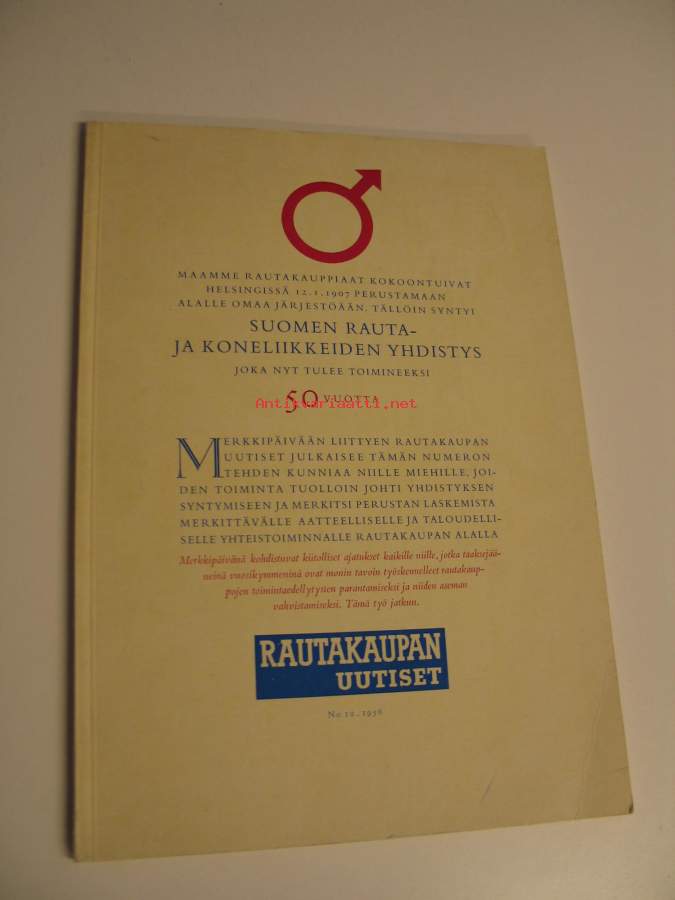 MAAMME RAUTAKAUPPIAAT KOKOONTUIVAT
HELSINGISSÄ 12.1.1907 PERUSTAMAAN
ALALLE OMAA JÄRJESTÖÄÄN. TÄLLÖIN SYNTYI
SUOMEN RAUTA-
JA KONELIIKKEIDEN YHDISTYS
JOKA NYT TULEE TOIMINEEKSI
50 VUOTTA
Antikvariaatti.net
MERKKIPÄIVÄÄN LIITTYEN RAUTAKAUPAN
UUTISET JULKAISEE TÄMÄN NUMERON
TEHDEN KUNNIAA NIILLE MIEHILLE, JOI-
DEN TOIMINTA TUOLLOIN JOHTI YHDISTYKSEN
SYNTYMISEEN JA MERKITSI PERUSTAN LASKEMISTA
MERKITTÄVÄLLE AATTEELLISELLE JA TALOUDELLI-
SELLE YHTEISTOIMINNALLE RAUTAKAUPAN ALALLA
Merkkipäivänä kohdistuvat kiitolliset ajatukset kaikille niille, jotka taaksejää-
neinä vuosikymmeninä ovat monin tavoin työskennelleet rautakaup-
pojen toimintaedellytysten parantamiseksi ja niiden aseman
vahvistamiseksi. Tämä työ jatkuu.
RAUTAKAUPAN
UUTISET
No 12. 1956